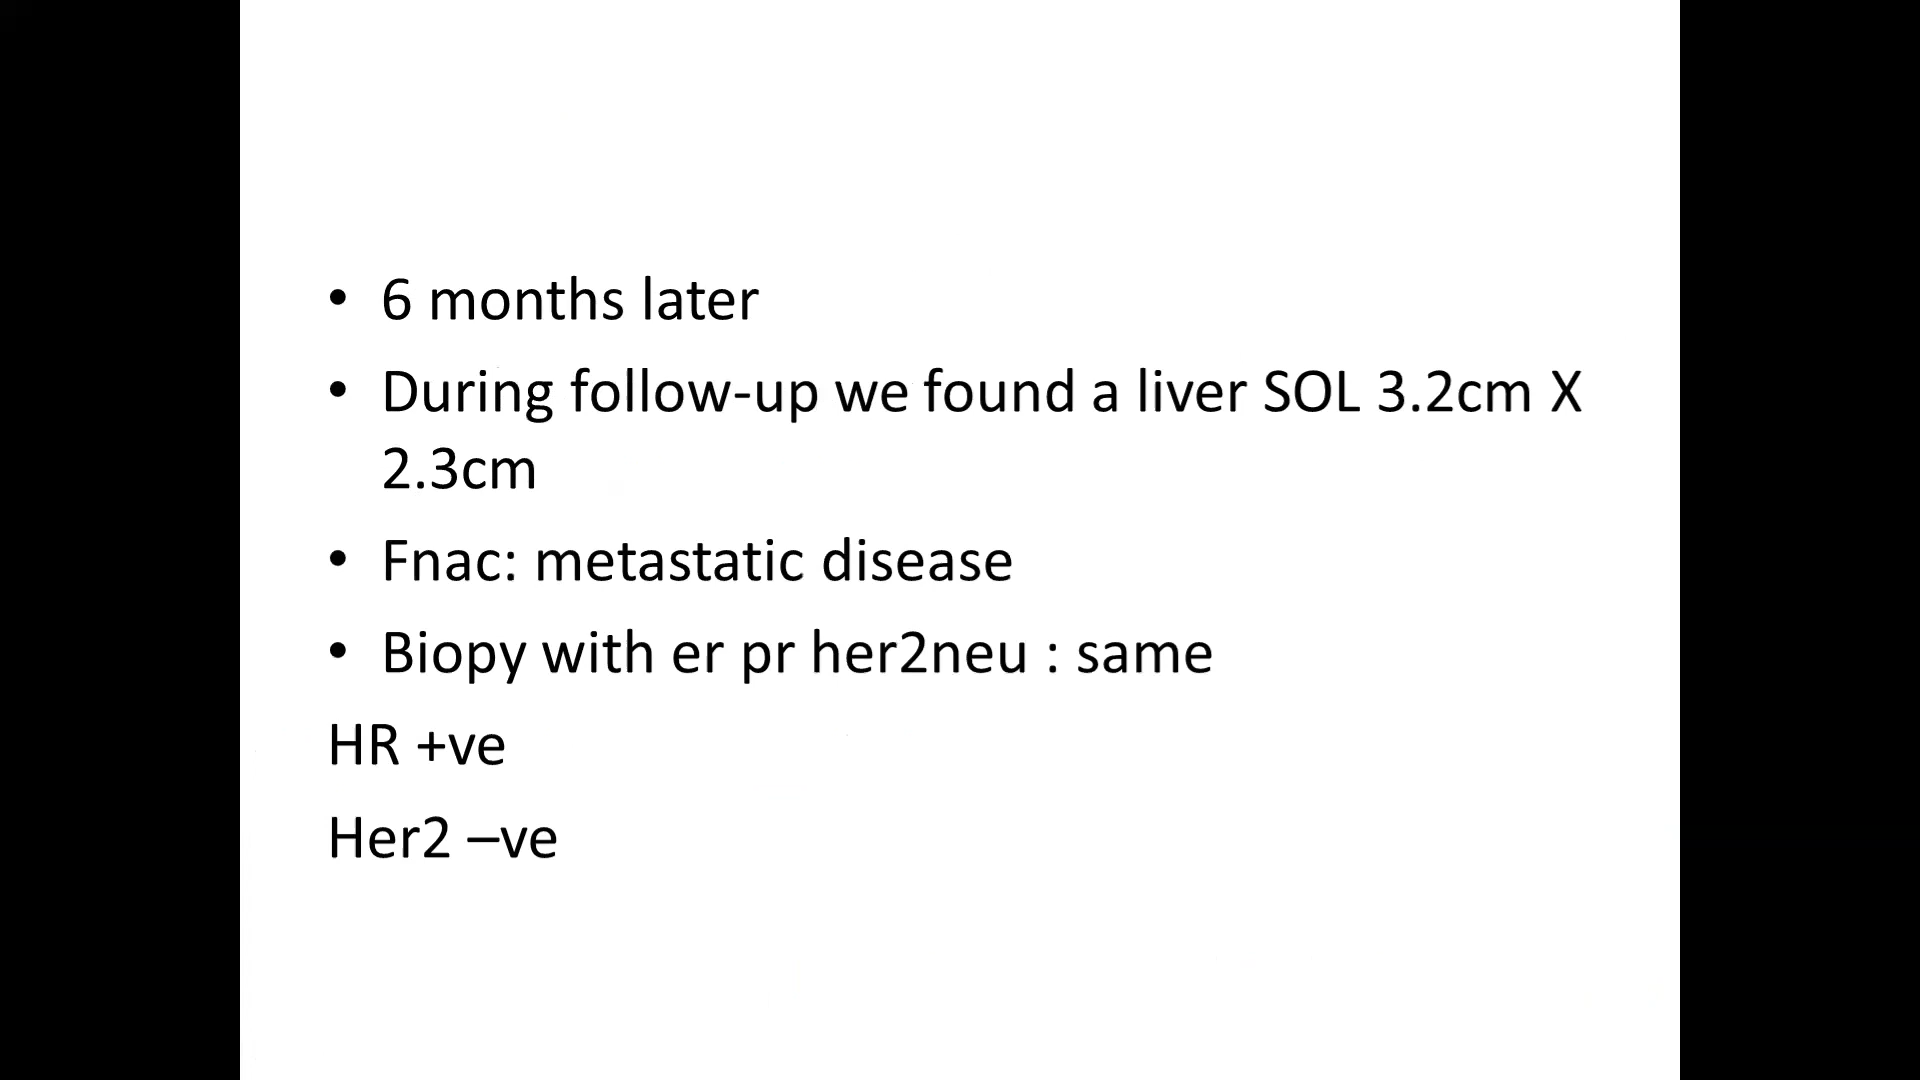 • 6 months later
• During follow-up we found a liver SOL 3.2cm X
2.3cm
• Fnac: metastatic disease
• Biopy with er pr her2neu : same
HR +ve
Her2 –ve